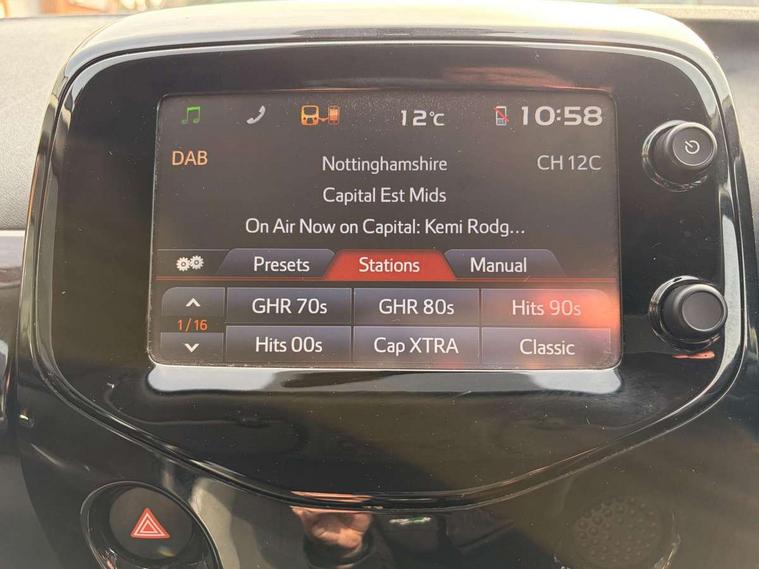 12°C 10:58
DAB Nottinghamshire CH 12C
Capital Est Mids
On Air Now on Capital: Kemi Rodg...
Presets Stations Manual
GHR 70s GHR 80s Hits 90s
1/16
Hits 00s Cap XTRA Classic